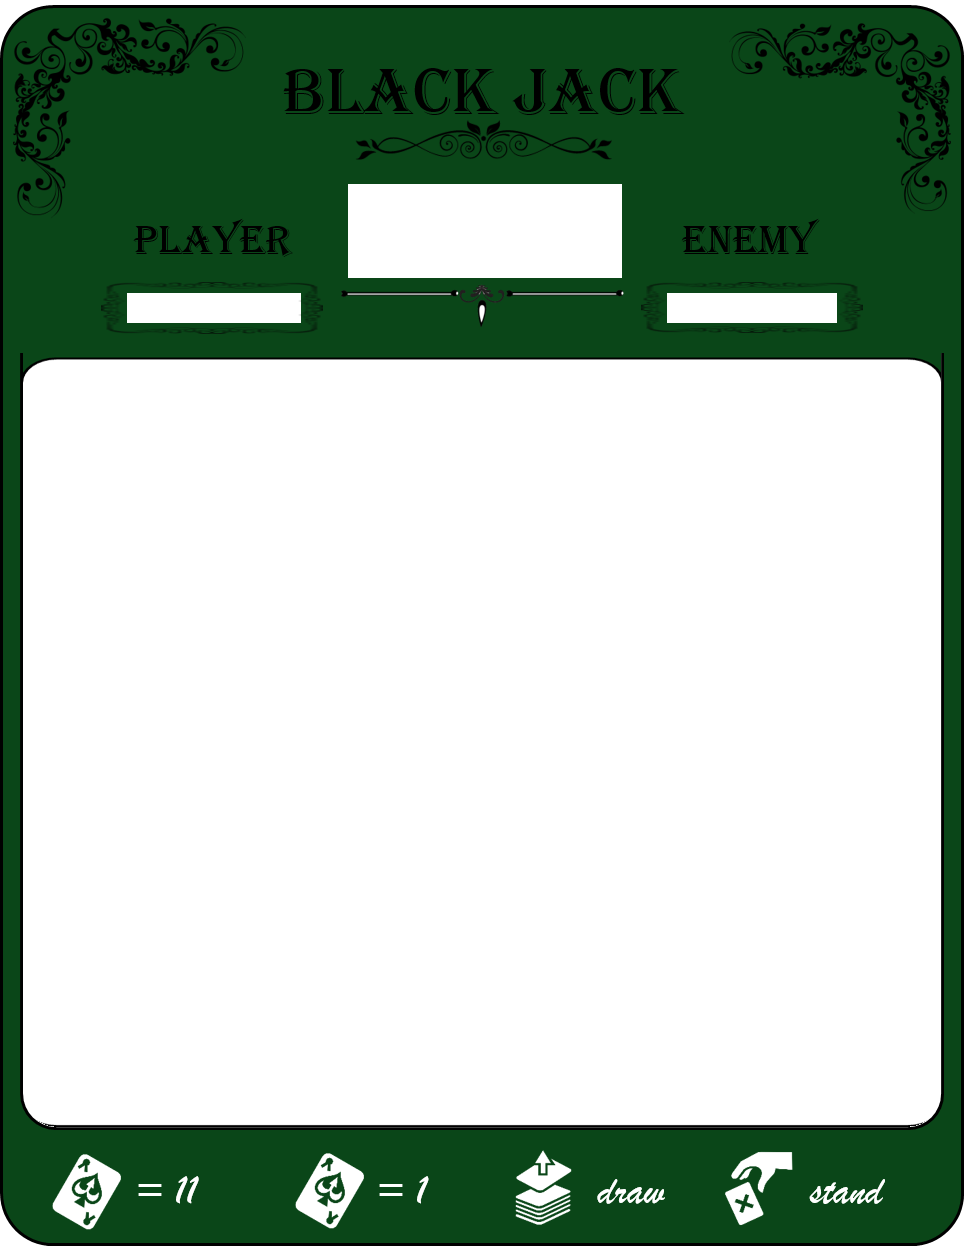 BLACK JACK
PLAYER
ENEMY
= 11
= 1
draw
stand